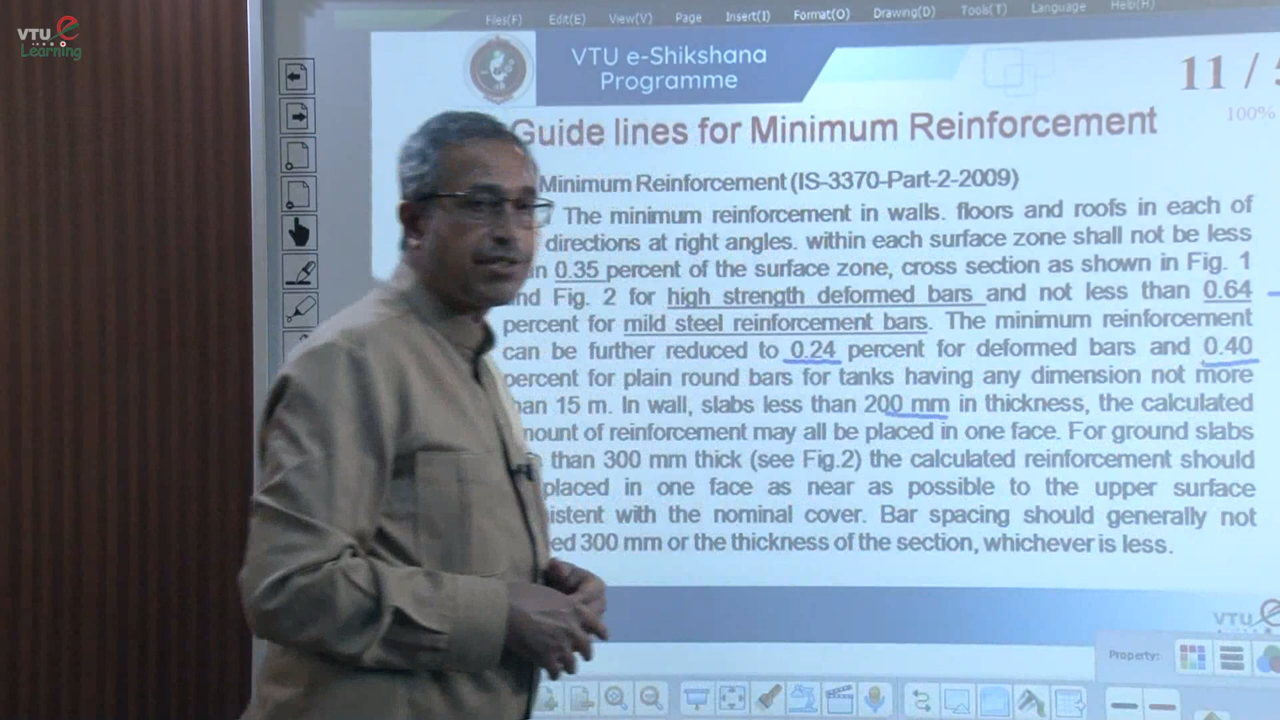 VTU e
Learning
Files(F) Edit(E) View(V) Page Insert(I) Format(O) Drawing(D) Tools(T) Language Help(H)
VTU e-Shikshana
Programme
11 /
100%
Guide lines for Minimum Reinforcement
Minimum Reinforcement (IS-3370-Part-2-2009)
The minimum reinforcement in walls. floors and roofs in each of
directions at right angles. within each surface zone shall not be less
0.35 percent of the surface zone, cross section as shown in Fig. 1
Fig. 2 for high strength deformed bars and not less than 0.64
percent for mild steel reinforcement bars. The minimum reinforcement
can be further reduced to 0.24 percent for deformed bars and 0.40
percent for plain round bars for tanks having any dimension not more
15 m. In wall, slabs less than 200 mm in thickness, the calculated
of reinforcement may all be placed in one face. For ground slabs
than 300 mm thick (see Fig.2) the calculated reinforcement should
placed in one face as near as possible to the upper surface
with the nominal cover. Bar spacing should generally not
300 mm or the thickness of the section, whichever is less.
VTU e
Property: